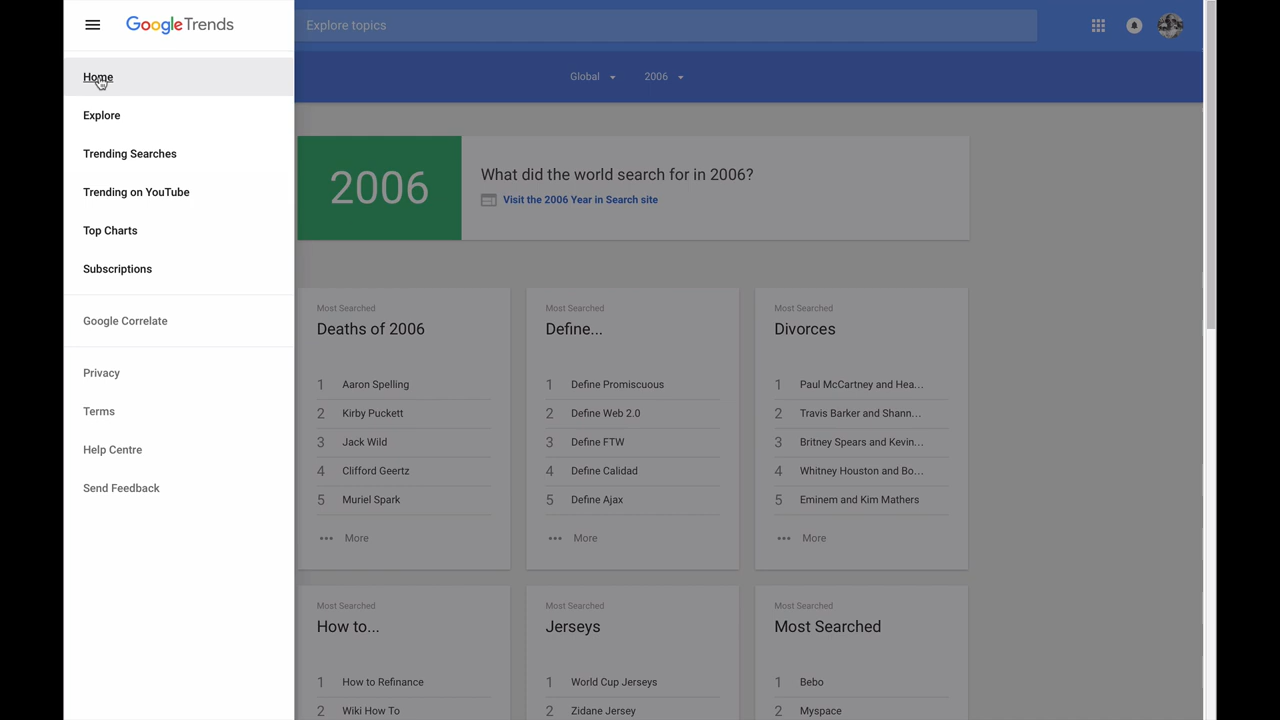 Google Trends
Explore topics
Home
Explore
Trending Searches
Trending on YouTube
Top Charts
Subscriptions
Google Correlate
Privacy
Terms
Help Centre
Send Feedback
Global
2006
2006
What did the world search for in 2006?
Visit the 2006 Year in Search site
Most Searched
Deaths of 2006
1 Aaron Spelling
2 Kirby Puckett
3 Jack Wild
4 Clifford Geertz
5 Muriel Spark
••• More
Most Searched
Define...
1 Define Promiscuous
2 Define Web 2.0
3 Define FTW
4 Define Calidad
5 Define Ajax
••• More
Most Searched
Divorces
1 Paul McCartney and Hea...
2 Travis Barker and Shann...
3 Britney Spears and Kevin...
4 Whitney Houston and Bo...
5 Eminem and Kim Mathers
••• More
Most Searched
How to...
1 How to Refinance
2 Wiki How To
Most Searched
Jerseys
1 World Cup Jerseys
2 Zidane Jersey
Most Searched
Most Searched
1 Bebo
2 Myspace